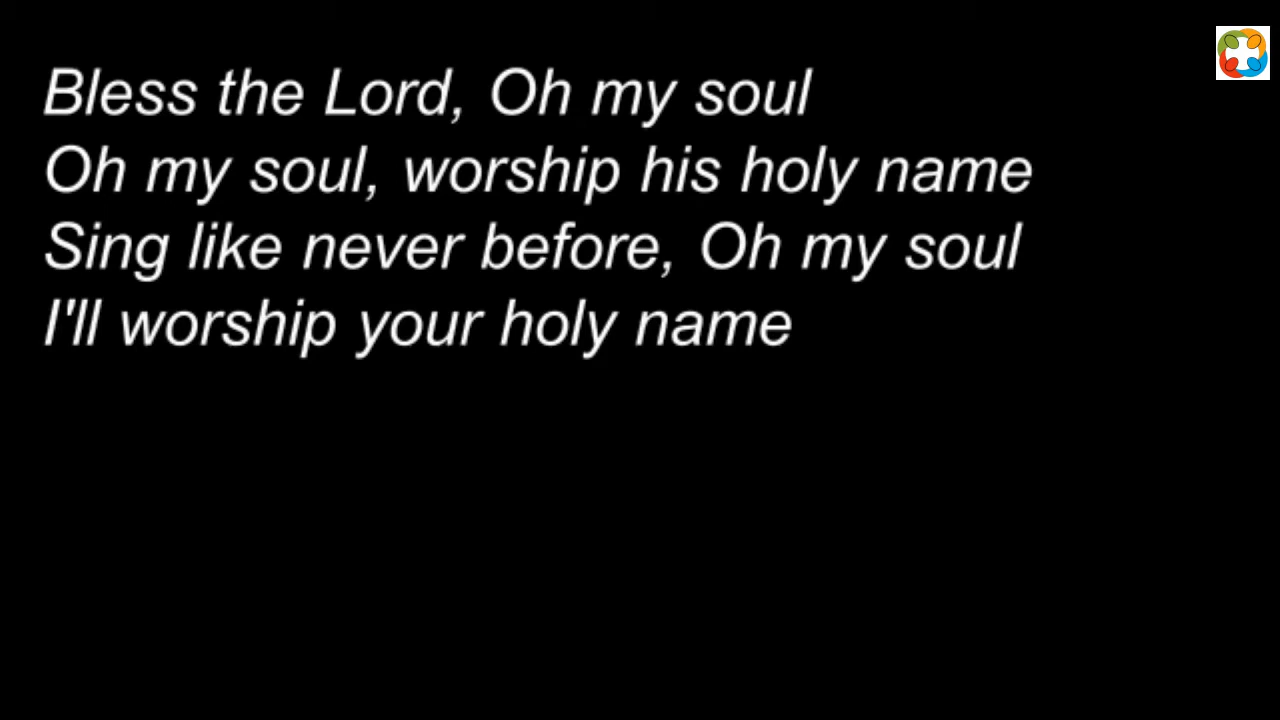 Bless the Lord, Oh my soul
Oh my soul, worship his holy name
Sing like never before, Oh my soul
I'll worship your holy name